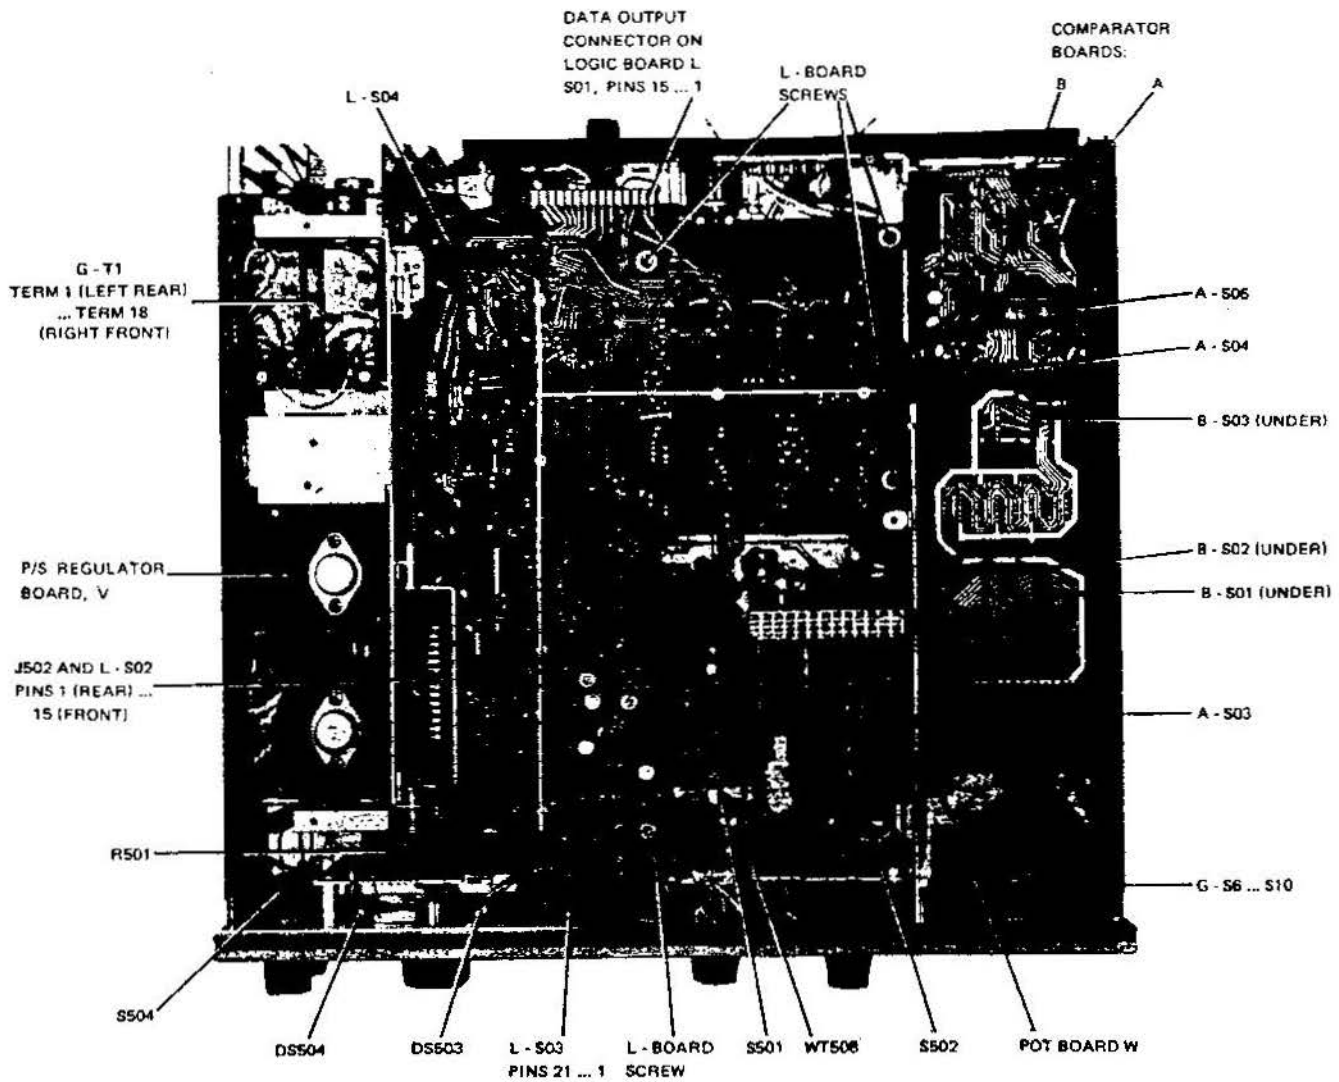 DATA OUTPUT
CONNECTOR ON
LOGIC BOARD L
S01, PINS 15 ... 1
L - BOARD
SCREWS
COMPARATOR
BOARDS:
B
A
L - S04
G - T1
TERM 1 (LEFT REAR)
... TERM 18
(RIGHT FRONT)
A - S06
A - S04
B - S03 (UNDER)
B - S02 (UNDER)
B - S01 (UNDER)
P/S REGULATOR
BOARD, V
J502 AND L - S02
PINS 1 (REAR) ...
15 (FRONT)
A - S03
R501
G - S6 ... S10
S504
DS504
DS503
L - S03
PINS 21 ... 1
L - BOARD
SCREW
S501
WT506
S502
POT BOARD W